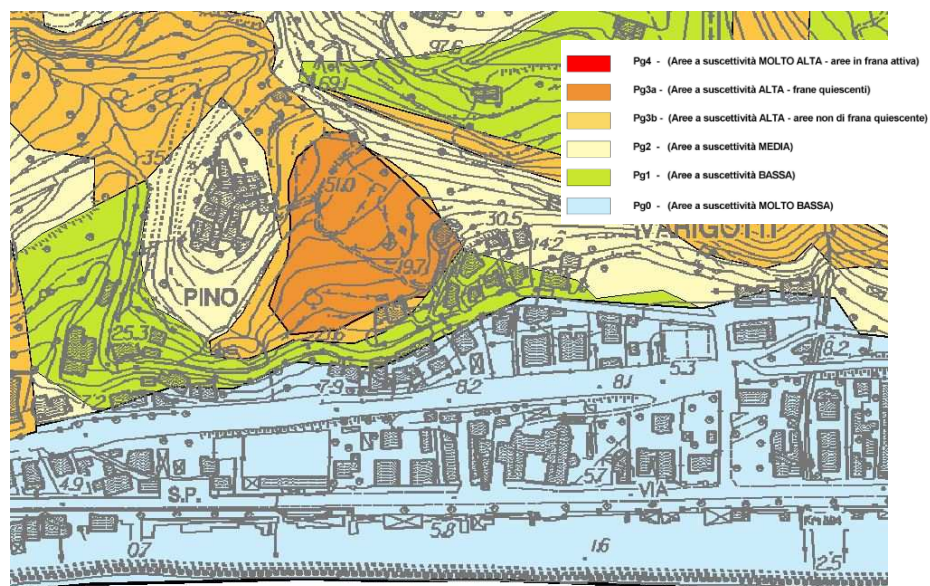 97.6
69.1
Pg4 - (Aree a suscettività MOLTO ALTA - aree in frana attiva)
Pg3a - (Aree a suscettività ALTA - frane quiescenti)
Pg3b - (Aree a suscettività ALTA - aree non di frana quiescente)
Pg2 - (Aree a suscettività MEDIA)
Pg1 - (Aree a suscettività BASSA)
Pg0 - (Aree a suscettività MOLTO BASSA)
51.0
30.5
VARIGOTTI
14.2
19.7
PINO
25.3
8.2
5.3
7.9
8.2
8.1
4.9
S.P.
5.7
VIA
5.8
0.7
1.6
2.5